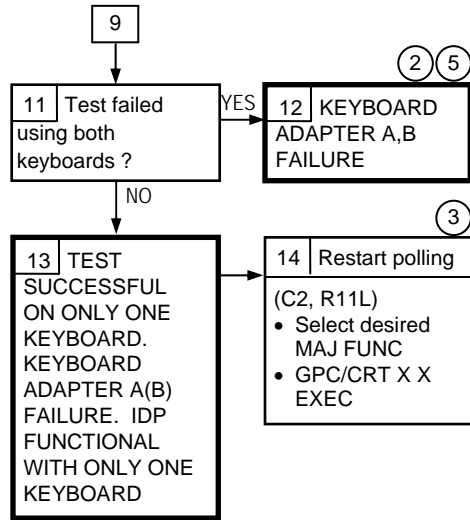 9
2 5
11 Test failed
using both
keyboards ?
YES
12 KEYBOARD
ADAPTER A,B
FAILURE
NO
3
13 TEST
SUCCESSFUL
ON ONLY ONE
KEYBOARD.
KEYBOARD
ADAPTER A(B)
FAILURE. IDP
FUNCTIONAL
WITH ONLY ONE
KEYBOARD
14 Restart polling
(C2, R11L)
• Select desired
MAJ FUNC
• GPC/CRT X X
EXEC